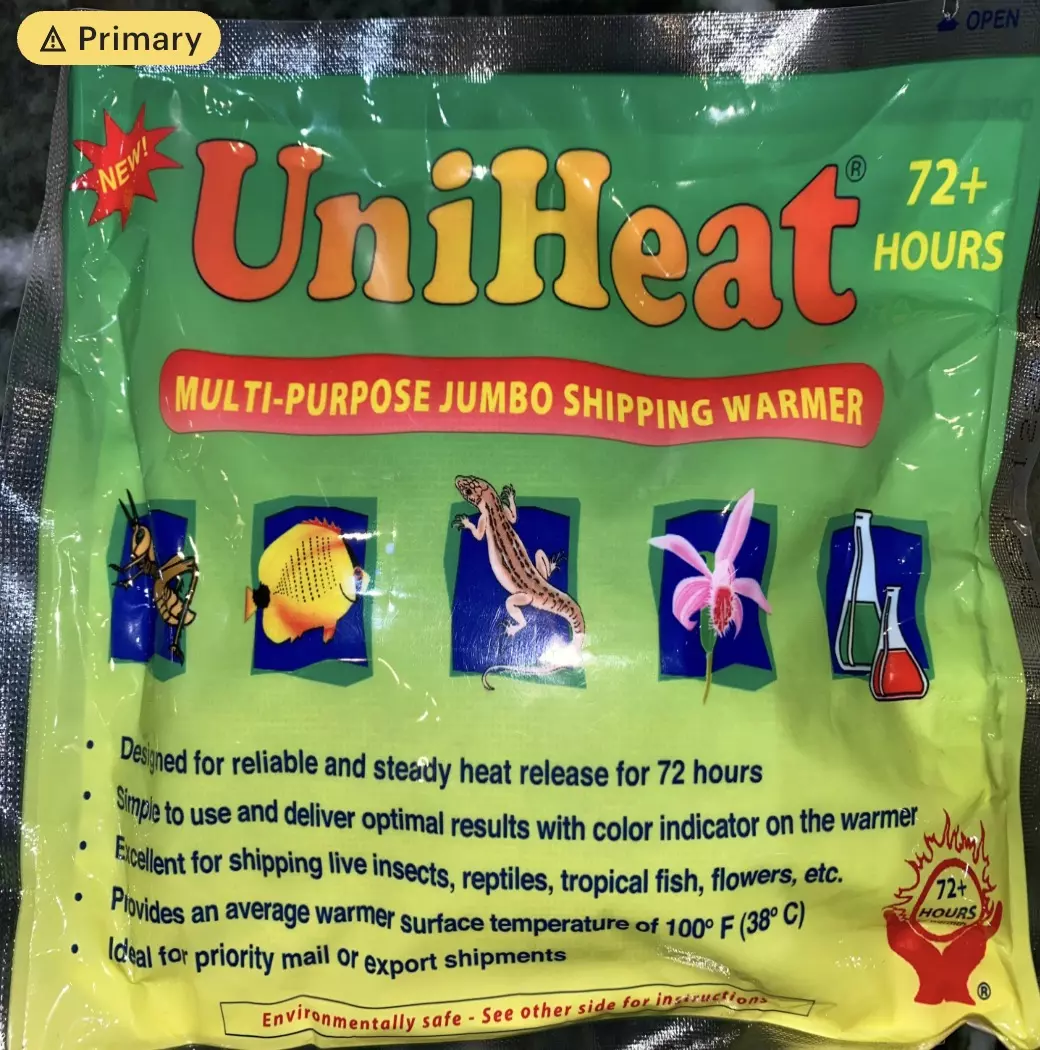 ⚠ Primary
OPEN
NEW!
UniHeat®
72+
HOURS
MULTI-PURPOSE JUMBO SHIPPING WARMER
• Designed for reliable and steady heat release for 72 hours
• Simple to use and deliver optimal results with color indicator on the warmer
• Excellent for shipping live insects, reptiles, tropical fish, flowers, etc.
• Provides an average warmer surface temperature of 100º F (38º C)
• Ideal for priority mail or export shipments
72+
HOURS
®
Environmentally safe - See other side for instructions